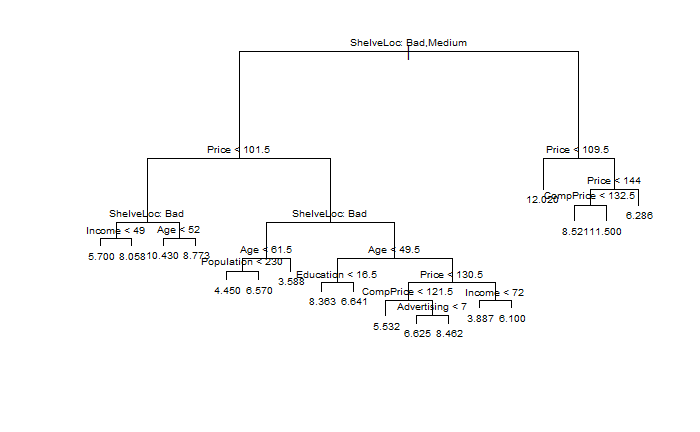 ShelveLoc: Bad,Medium
Price < 101.5
Price < 109.5
Price < 144
12.020
CompPrice < 132.5
6.286
8.521
11.500
ShelveLoc: Bad
ShelveLoc: Bad
Income < 49
Age < 52
5.700
8.058
10.430
8.773
Age < 61.5
Age < 49.5
Population < 230
3.588
4.450
6.570
Education < 16.5
Price < 130.5
8.363
6.641
CompPrice < 121.5
Income < 72
5.532
Advertising < 7
3.887
6.100
6.625
8.462